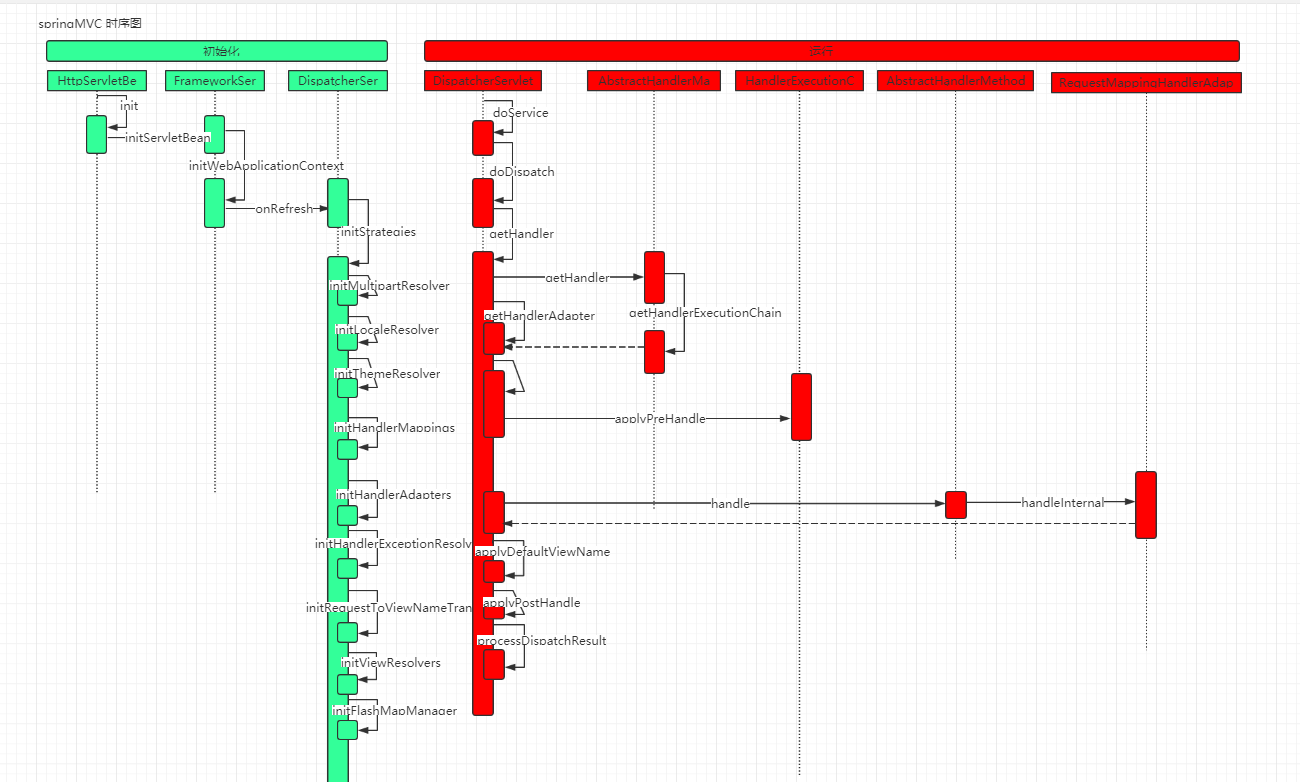 springMVC 时序图
初始化
运行
HttpServletBe
FrameworkSer
DispatcherSer
DispatcherServlet
AbstractHandlerMa
HandlerExecutionC
AbstractHandlerMethod
RequestMappingHandlerAdap
init
initServletBean
initWebApplicationContext
onRefresh
initStrategies
initMultipartResolver
initLocaleResolver
initThemeResolver
initHandlerMappings
initHandlerAdapters
initHandlerExceptionResolv
initRequestToViewNameTran
initViewResolvers
initFlashMapManager
doService
doDispatch
getHandler
getHandler
getHandlerExecutionChain
getHandlerAdapter
applyPreHandle
handle
handleInternal
applyDefaultViewName
applyPostHandle
processDispatchResult